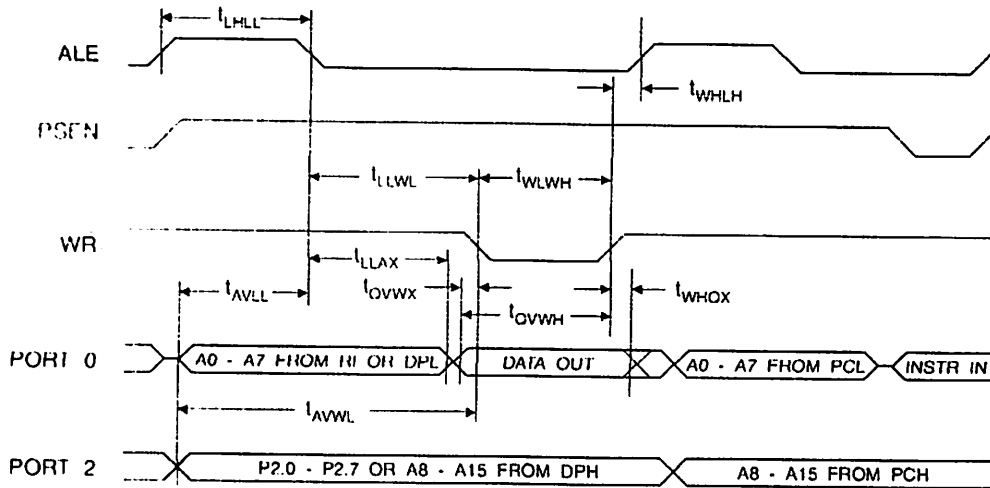 tLHLL
ALE
tWHLH
PSEN
tLLWL
tWLWH
WR
tLLAX
tAVLL
tQVWX
tWHQX
tQVWH
PORT 0
A0 - A7 FROM RI OR DPL
DATA OUT
A0 - A7 FROM PCL
INSTR IN
tAVWL
PORT 2
P2.0 - P2.7 OR A8 - A15 FROM DPH
A8 - A15 FROM PCH